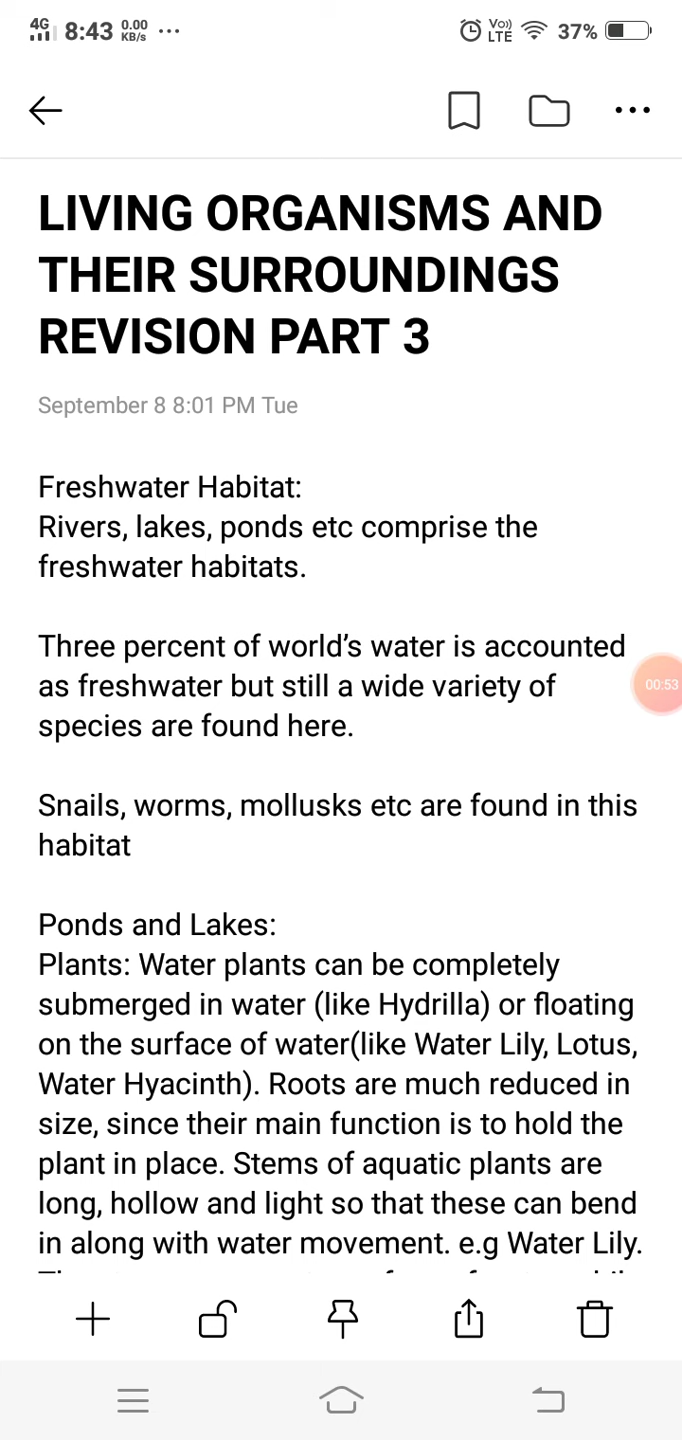 4G 8:43 0.00 KB/s ... Vo)) LTE 37%
LIVING ORGANISMS AND
THEIR SURROUNDINGS
REVISION PART 3
September 8 8:01 PM Tue
Freshwater Habitat:
Rivers, lakes, ponds etc comprise the
freshwater habitats.
Three percent of world’s water is accounted
as freshwater but still a wide variety of
00:53
species are found here.
Snails, worms, mollusks etc are found in this
habitat
Ponds and Lakes:
Plants: Water plants can be completely
submerged in water (like Hydrilla) or floating
on the surface of water(like Water Lily, Lotus,
Water Hyacinth). Roots are much reduced in
size, since their main function is to hold the
plant in place. Stems of aquatic plants are
long, hollow and light so that these can bend
in along with water movement. e.g Water Lily.